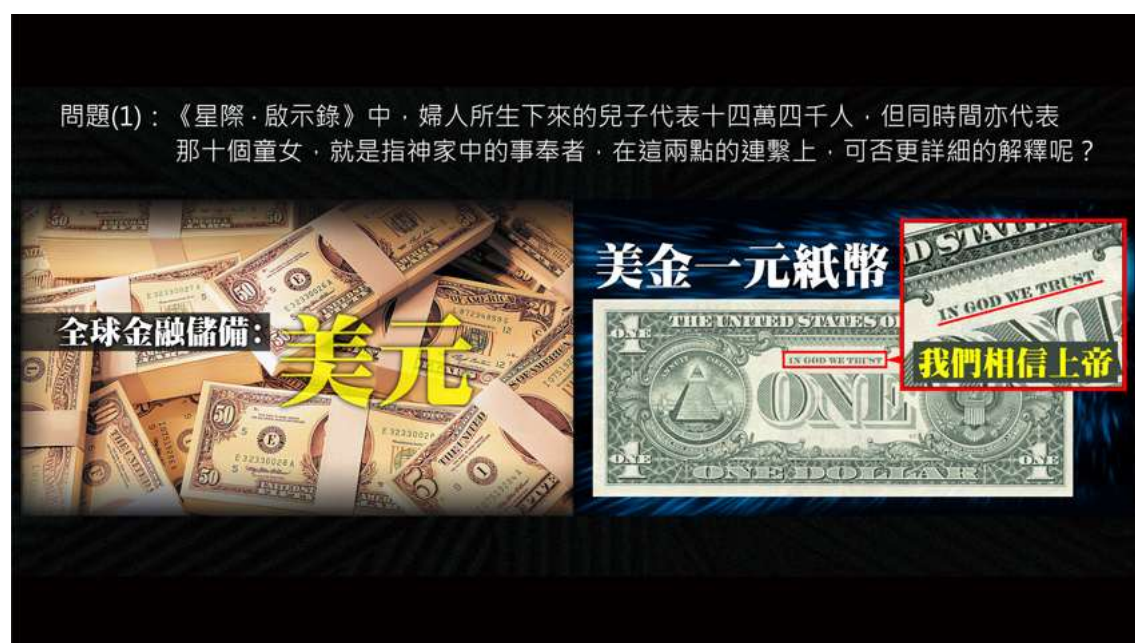 問題(1)：《星際·啟示錄》中，婦人所生下來的兒子代表十四萬四千人，但同時間亦代表
那十個童女，就是指神家中的事奉者，在這兩點的連繫上，可否更詳細的解釋呢？
全球金融儲備：
美元
美金一元紙幣
IN GOD WE TRUST
我們相信上帝
THE UNITED STATES O
IN GOD WE TRUST
ONE
ONE DOLLAR